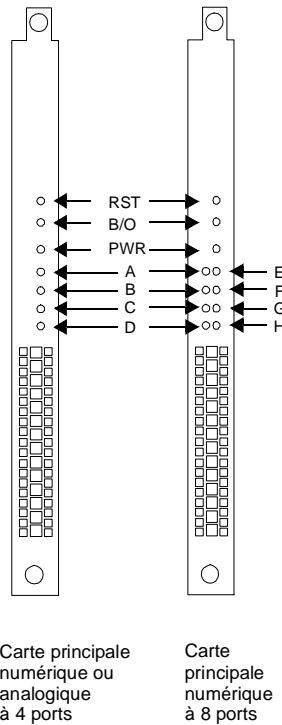 RST
B/O
PWR
A E
B F
C G
D H
Carte principale
numérique ou
analogique
à 4 ports
Carte
principale
numérique
à 8 ports